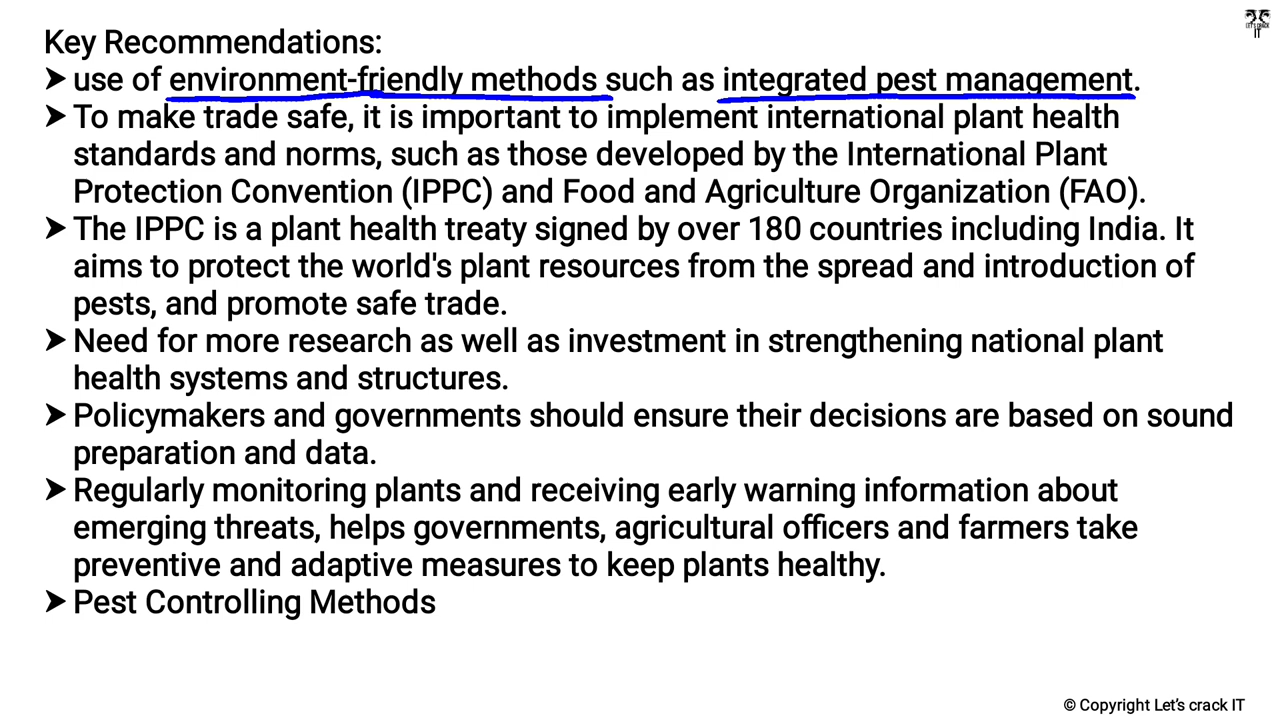 LET'S CRACK
IT
Key Recommendations:
➤ use of environment-friendly methods such as integrated pest management.
➤ To make trade safe, it is important to implement international plant health
standards and norms, such as those developed by the International Plant
Protection Convention (IPPC) and Food and Agriculture Organization (FAO).
➤ The IPPC is a plant health treaty signed by over 180 countries including India. It
aims to protect the world's plant resources from the spread and introduction of
pests, and promote safe trade.
➤ Need for more research as well as investment in strengthening national plant
health systems and structures.
➤ Policymakers and governments should ensure their decisions are based on sound
preparation and data.
➤ Regularly monitoring plants and receiving early warning information about
emerging threats, helps governments, agricultural officers and farmers take
preventive and adaptive measures to keep plants healthy.
➤ Pest Controlling Methods
© Copyright Let's crack IT